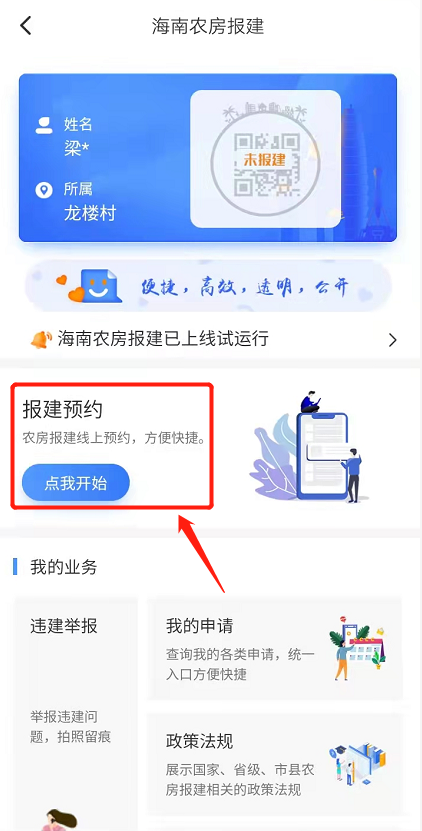 海南农房报建
姓名
梁*
所属
龙楼村
未报建
便捷，高效，透明，公开
海南农房报建已上线试运行
报建预约
农房报建线上预约，方便快捷。
点我开始
我的业务
违建举报
举报违建问
题，拍照留痕
我的申请
查询我的各类申请，统一
入口方便快捷
政策法规
展示国家、省级、市县农
房报建相关的政策法规